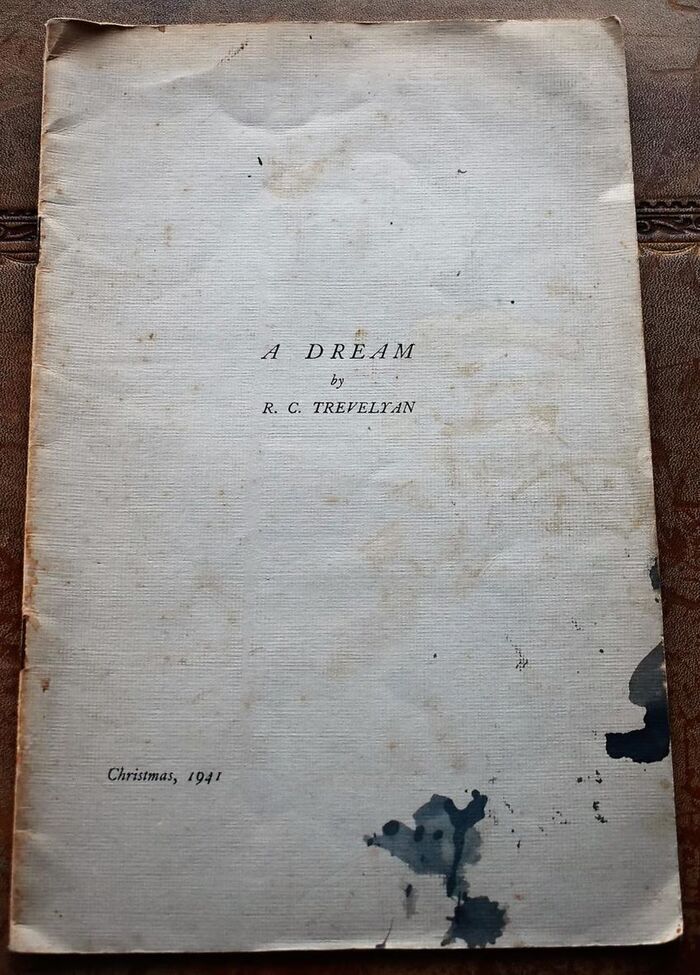 A DREAM
by
R. C. TREVELYAN
Christmas, 1941